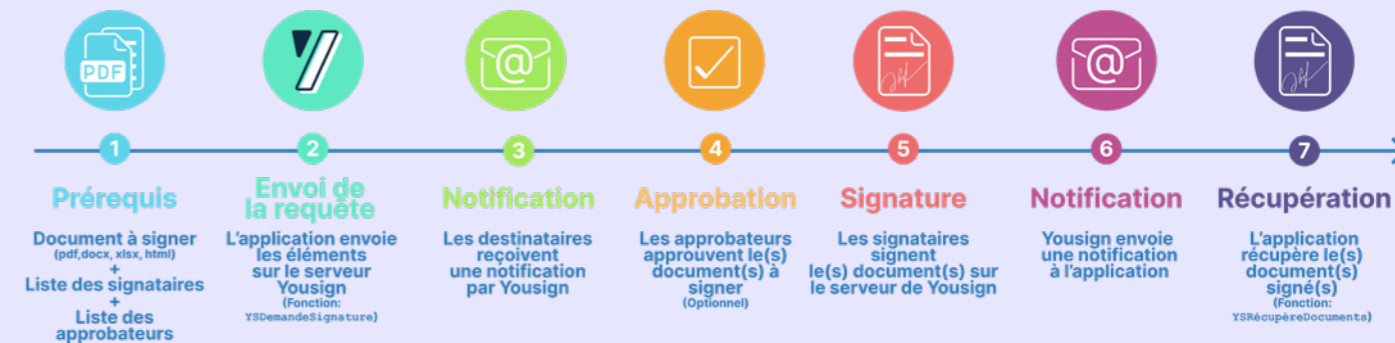 PDF
@
@
1
2
3
4
5
6
7
Prérequis
Document à signer
(pdf,docx, xlsx, html)
+
Liste des signataires
+
Liste des
approbateurs
Envoi de
la requête
L'application envoie
les éléments
sur le serveur
Yousign
(Fonction:
YSDemandeSignature)
Notification
Les destinataires
reçoivent
une notification
par Yousign
Approbation
Les approbateurs
approuvent le(s)
document(s) à
signer
(Optionnel)
Signature
Les signataires
signent
le(s) document(s) sur
le serveur de Yousign
Notification
Yousign envoie
une notification
à l'application
Récupération
L'application
récupère le(s)
document(s)
signé(s)
(Fonction:
YSRécupèreDocuments)